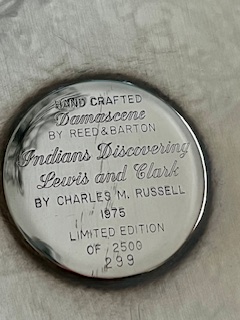 HAND CRAFTED
Damascene
BY REED & BARTON
Indians Discovering
Lewis and Clark
BY CHARLES M. RUSSELL
1975
LIMITED EDITION
OF 2500
299